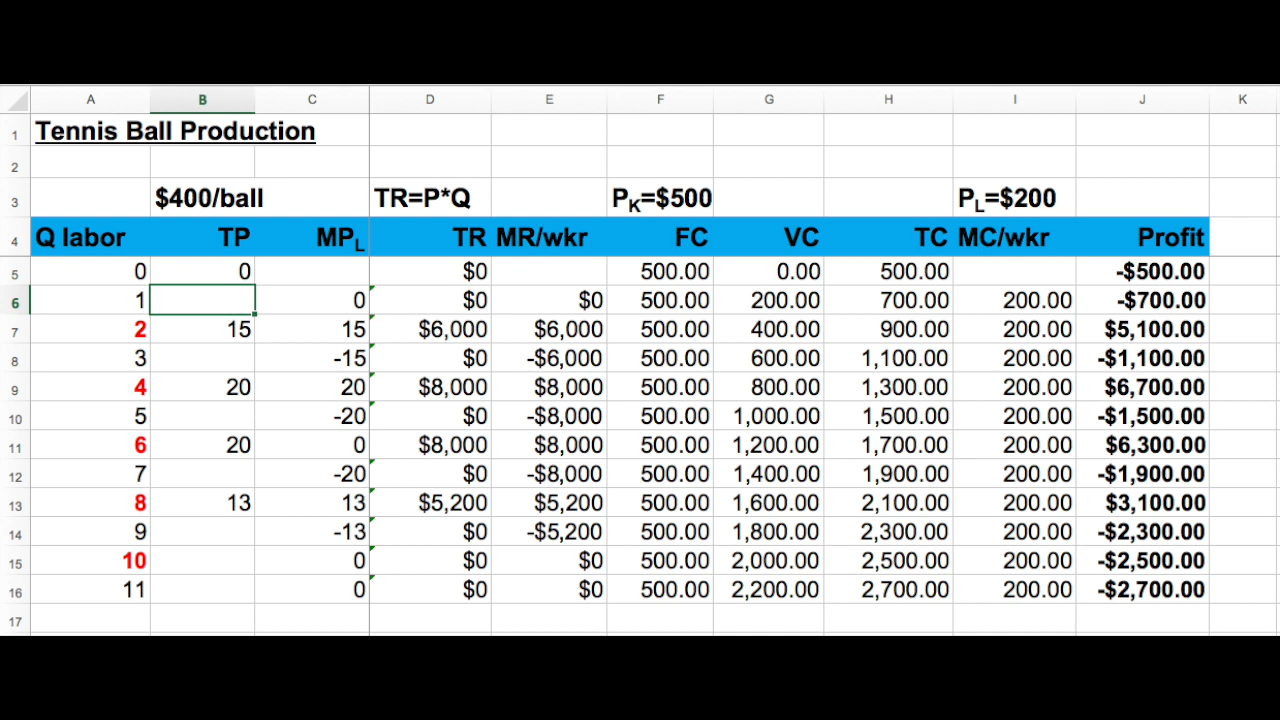 A B C D E F G H I J K
1 Tennis Ball Production
2
3 $400/ball TR=P*Q PK=$500 PL=$200
4 Q labor TP MPL TR MR/wkr FC VC TC MC/wkr Profit
5 0 0 $0 500.00 0.00 500.00 -$500.00
6 1 0 $0 $0 500.00 200.00 700.00 200.00 -$700.00
7 2 15 15 $6,000 $6,000 500.00 400.00 900.00 200.00 $5,100.00
8 3 -15 $0 -$6,000 500.00 600.00 1,100.00 200.00 -$1,100.00
9 4 20 20 $8,000 $8,000 500.00 800.00 1,300.00 200.00 $6,700.00
10 5 -20 $0 -$8,000 500.00 1,000.00 1,500.00 200.00 -$1,500.00
11 6 20 0 $8,000 $8,000 500.00 1,200.00 1,700.00 200.00 $6,300.00
12 7 -20 $0 -$8,000 500.00 1,400.00 1,900.00 200.00 -$1,900.00
13 8 13 13 $5,200 $5,200 500.00 1,600.00 2,100.00 200.00 $3,100.00
14 9 -13 $0 -$5,200 500.00 1,800.00 2,300.00 200.00 -$2,300.00
15 10 0 $0 $0 500.00 2,000.00 2,500.00 200.00 -$2,500.00
16 11 0 $0 $0 500.00 2,200.00 2,700.00 200.00 -$2,700.00
17